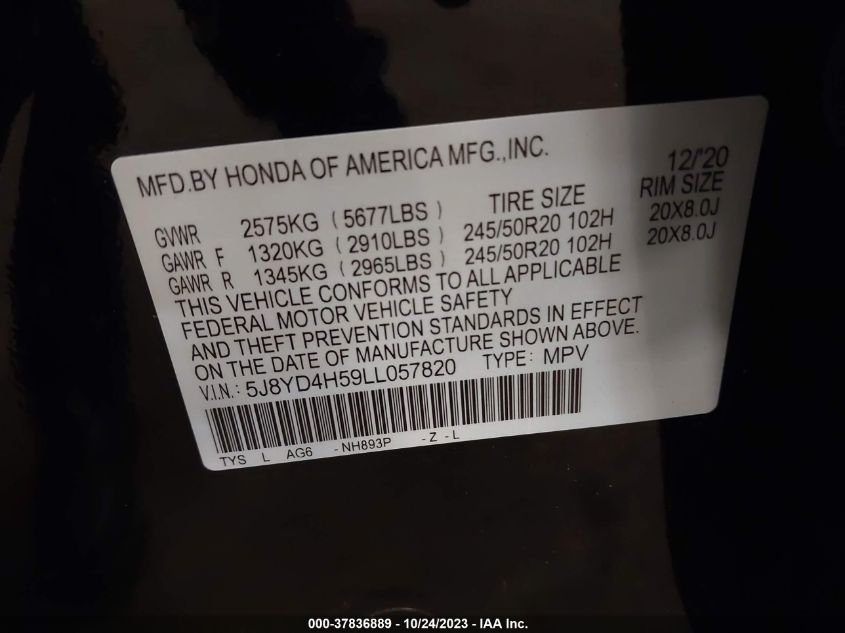 MFD.BY HONDA OF AMERICA MFG.,INC. 12/'20
GVWR 2575KG (5677LBS) TIRE SIZE RIM SIZE
GAWR F 1320KG (2910LBS) 245/50R20 102H 20X8.0J
GAWR R 1345KG (2965LBS) 245/50R20 102H 20X8.0J
THIS VEHICLE CONFORMS TO ALL APPLICABLE
FEDERAL MOTOR VEHICLE SAFETY
AND THEFT PREVENTION STANDARDS IN EFFECT
ON THE DATE OF MANUFACTURE SHOWN ABOVE.
V.I.N.: 5J8YD4H59LL057820 TYPE: MPV
TYS L AG6 - NH893P - Z - L
000-37836889 - 10/24/2023 - IAA Inc.